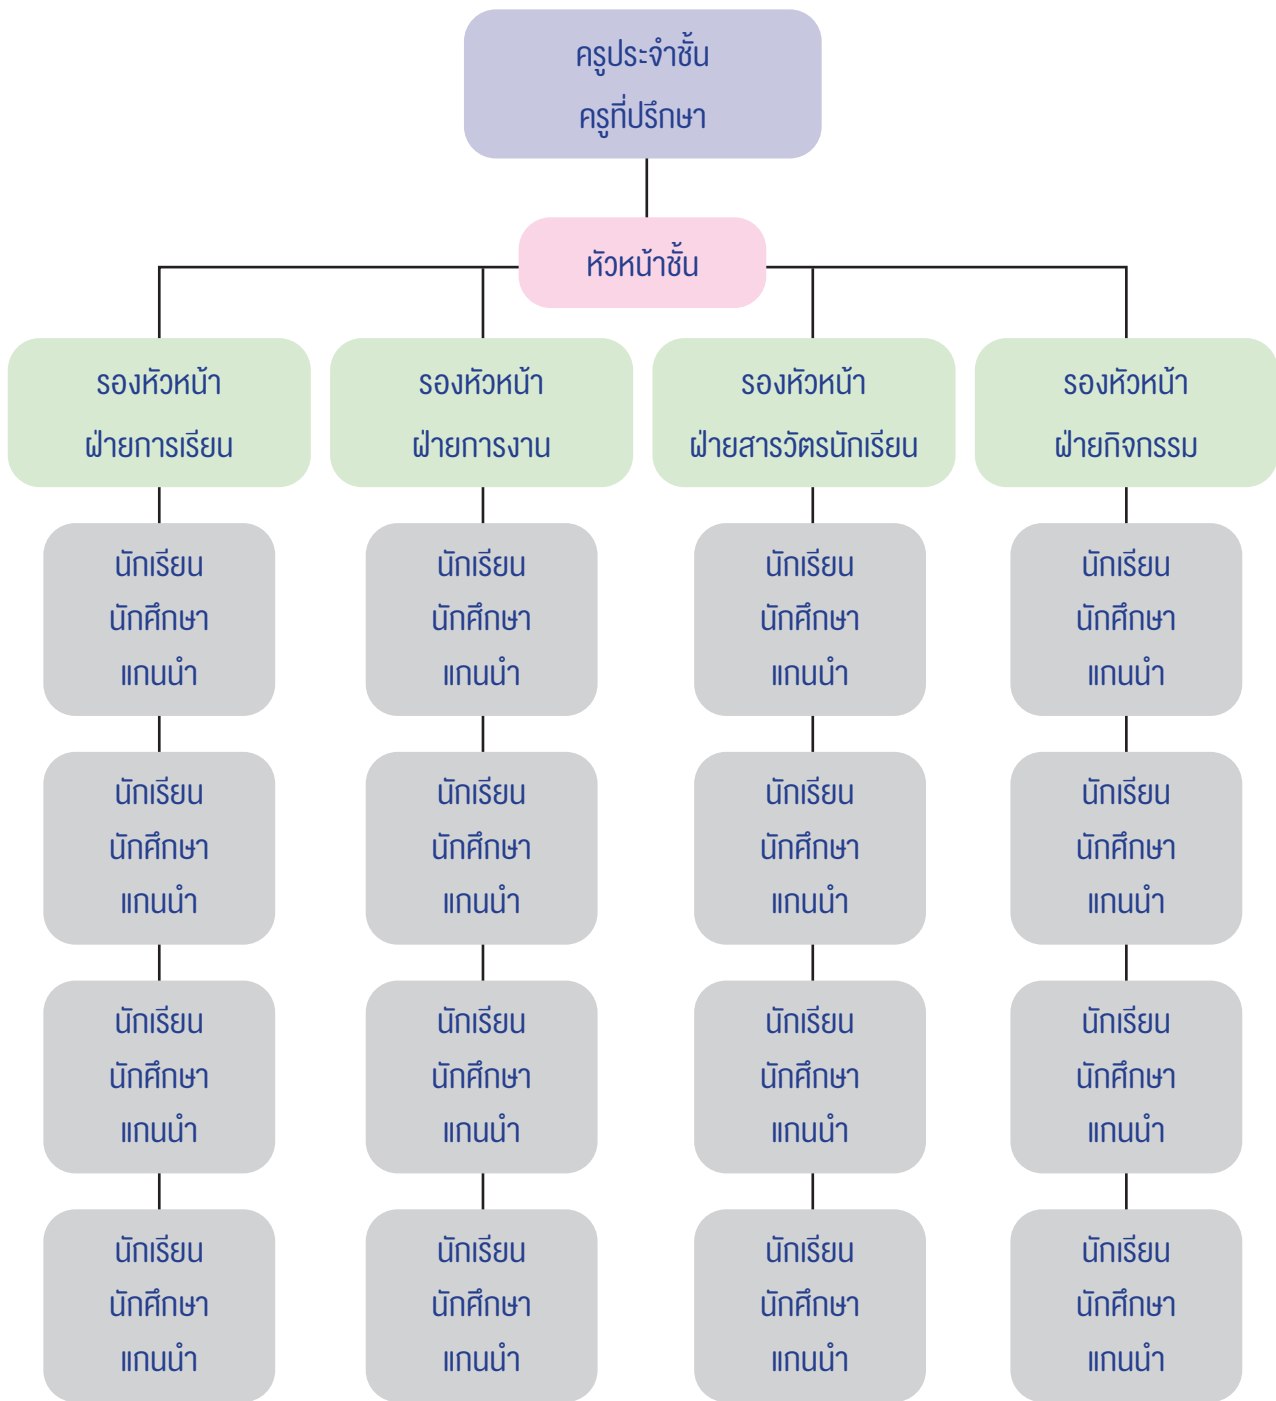 ครูประจำชั้น
ครูที่ปรึกษา
หัวหน้าชั้น
รองหัวหน้า
ฝ่ายการเรียน
รองหัวหน้า
ฝ่ายการงาน
รองหัวหน้า
ฝ่ายสารวัตรนักเรียน
รองหัวหน้า
ฝ่ายกิจกรรม
นักเรียน
นักศึกษา
แกนนำ
นักเรียน
นักศึกษา
แกนนำ
นักเรียน
นักศึกษา
แกนนำ
นักเรียน
นักศึกษา
แกนนำ
นักเรียน
นักศึกษา
แกนนำ
นักเรียน
นักศึกษา
แกนนำ
นักเรียน
นักศึกษา
แกนนำ
นักเรียน
นักศึกษา
แกนนำ
นักเรียน
นักศึกษา
แกนนำ
นักเรียน
นักศึกษา
แกนนำ
นักเรียน
นักศึกษา
แกนนำ
นักเรียน
นักศึกษา
แกนนำ
นักเรียน
นักศึกษา
แกนนำ
นักเรียน
นักศึกษา
แกนนำ
นักเรียน
นักศึกษา
แกนนำ
นักเรียน
นักศึกษา
แกนนำ